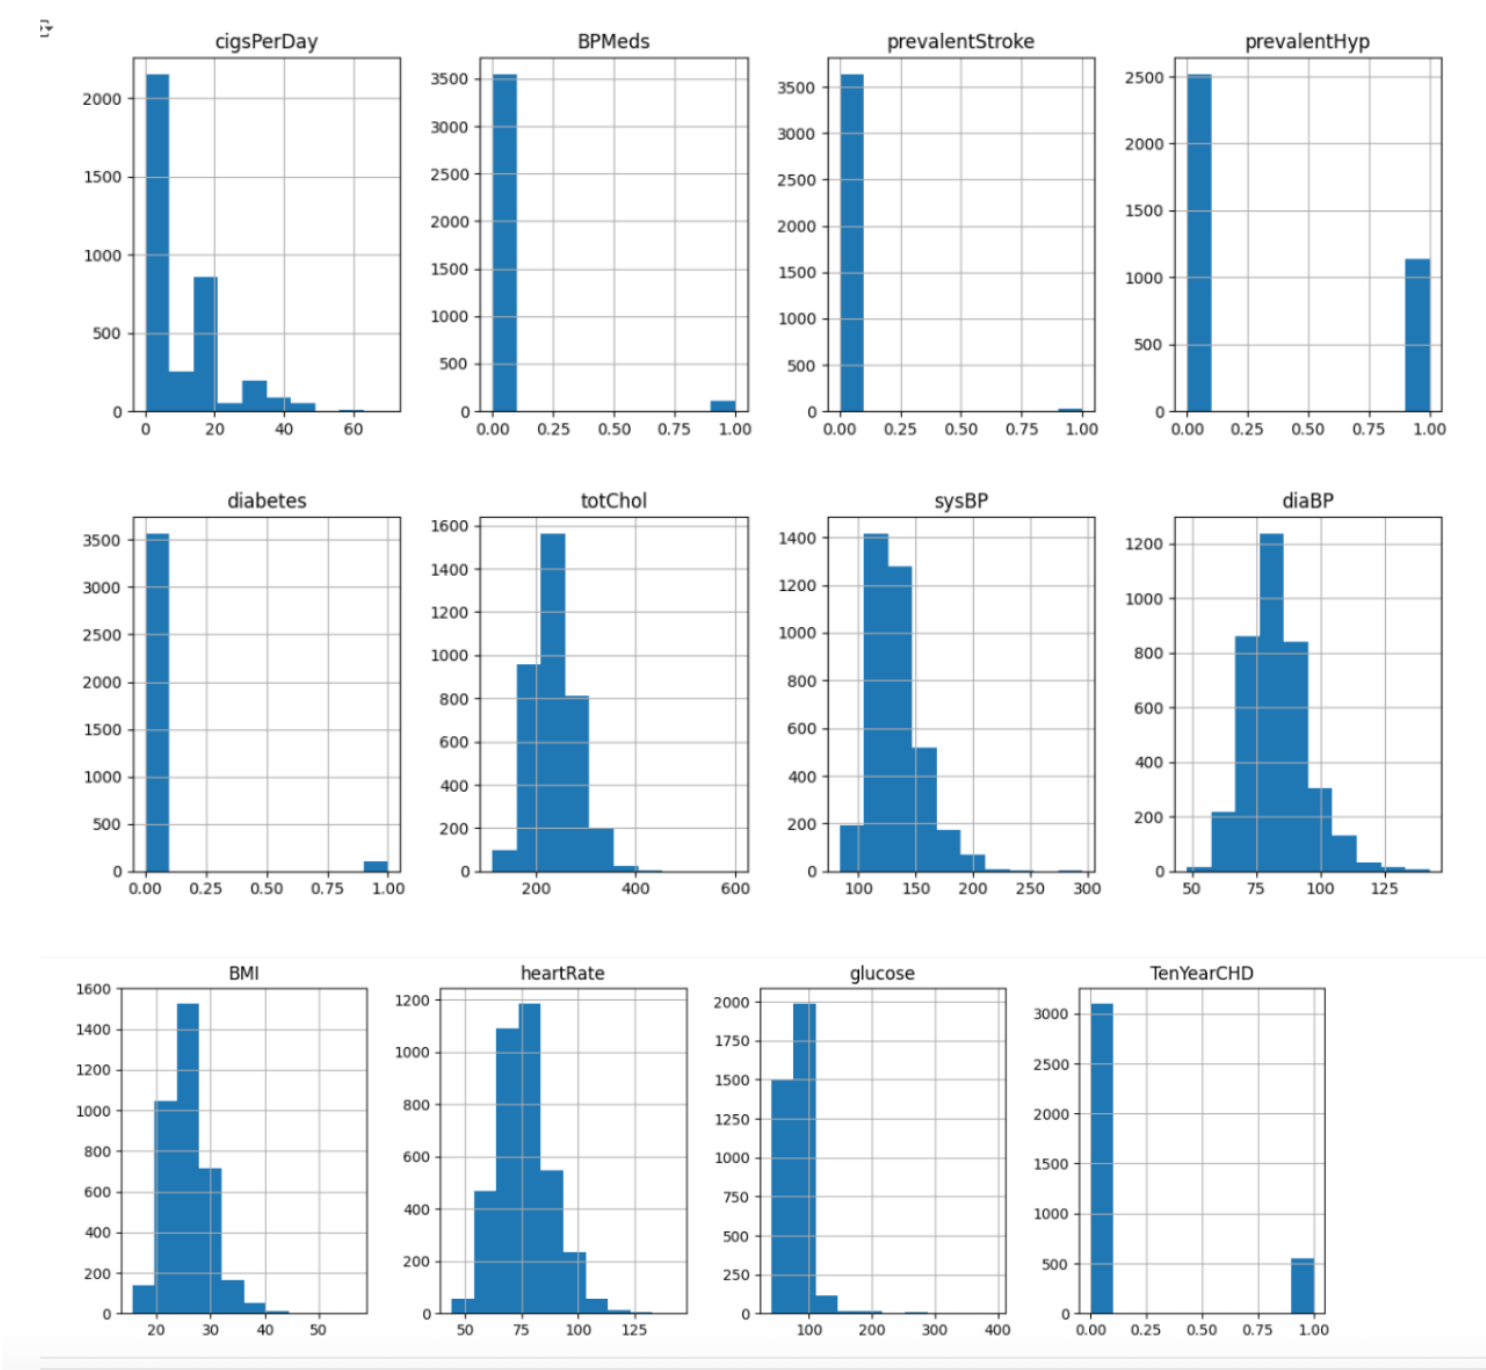 cigsPerDay BPMeds prevalentStroke prevalentHyp
2000 1500 1000 500 0
0 20 40 60
3500 3000 2500 2000 1500 1000 500 0
0.00 0.25 0.50 0.75 1.00
3500 3000 2500 2000 1500 1000 500 0
0.00 0.25 0.50 0.75 1.00
2500 2000 1500 1000 500 0
0.00 0.25 0.50 0.75 1.00
diabetes totChol sysBP diaBP
3500 3000 2500 2000 1500 1000 500 0
0.00 0.25 0.50 0.75 1.00
1600 1400 1200 1000 800 600 400 200 0
200 400 600
1400 1200 1000 800 600 400 200 0
100 150 200 250 300
1200 1000 800 600 400 200 0
50 75 100 125
BMI heartRate glucose TenYearCHD
1600 1400 1200 1000 800 600 400 200 0
20 30 40 50
1200 1000 800 600 400 200 0
50 75 100 125
2000 1750 1500 1250 1000 750 500 250 0
100 200 300 400
3000 2500 2000 1500 1000 500 0
0.00 0.25 0.50 0.75 1.00